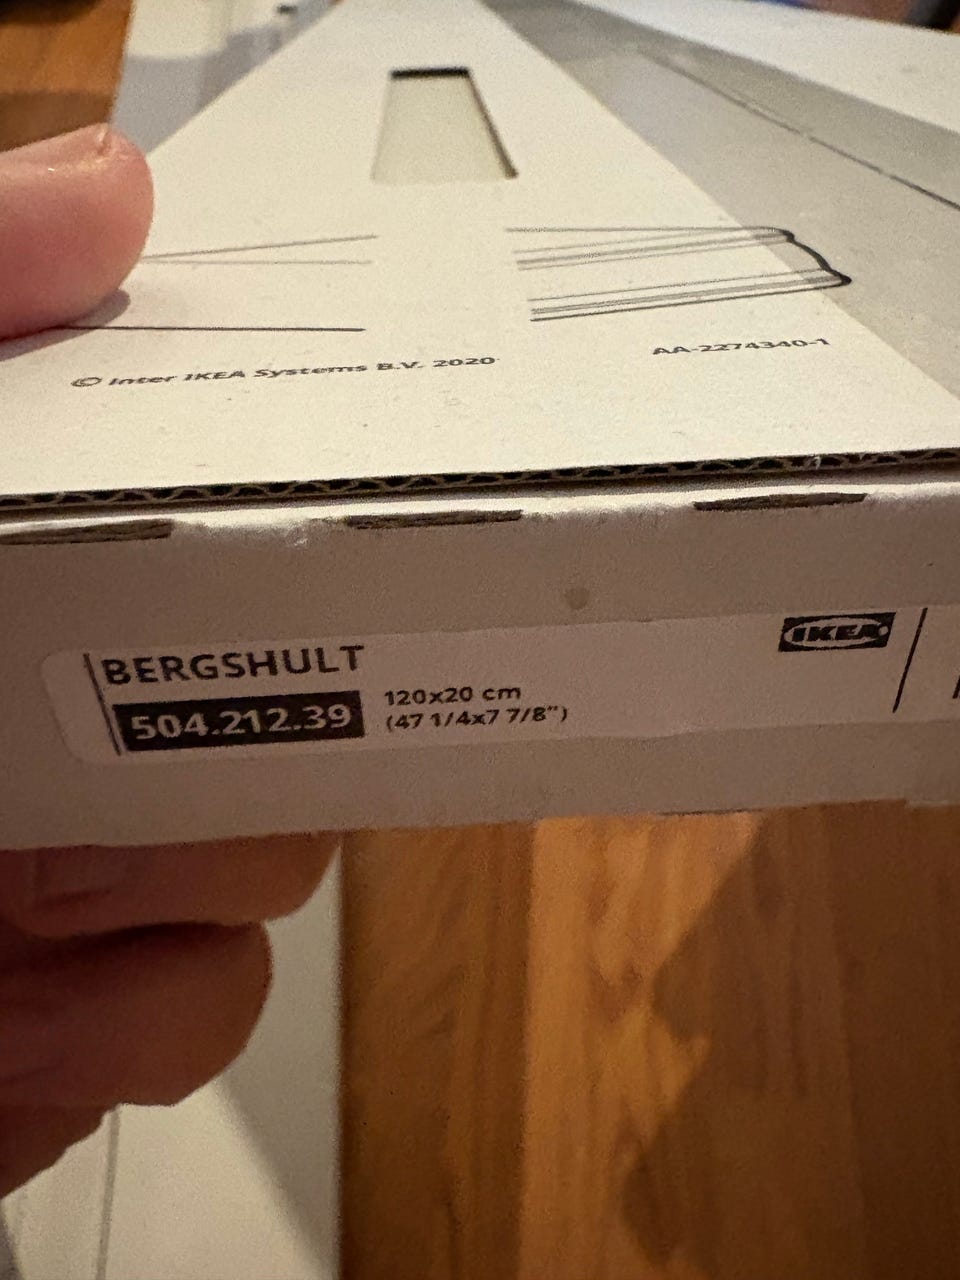 © Inter IKEA Systems B.V. 2020
AA-2274340-1
BERGSHULT
504.212.39
120x20 cm
(47 1/4x7 7/8")
IKEA